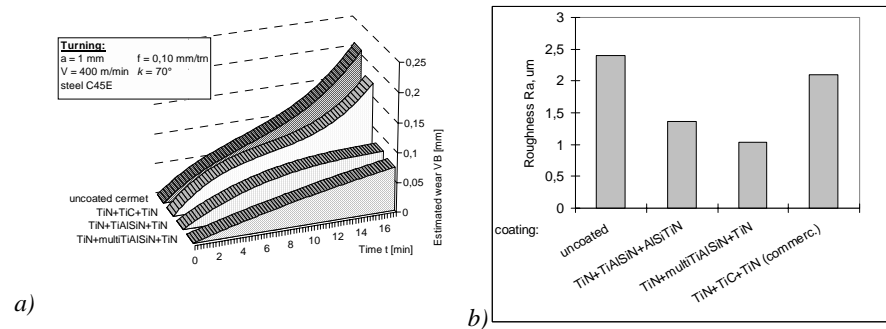 Turning:
a = 1 mm f = 0,10 mm/tm
V = 400 m/min k = 70°
steel C45E
0,25
0,2
0,15
0,1
0,05
0
Estimated wear VB [mm]
uncoated cermet
TiN+TiC+TiN
TiN+TiAlSiN+TiN
TiN+multiTiAlSiN+TiN
0 2 4 6 8 10 12 14 16
Time t [min]
a)
3
2,5
2
1,5
1
0,5
0
Roughness Ra, um
coating:
uncoated
TiN+TiAlSiN+AlSiTiN
TiN+multiTiAlSiN+TiN
TiN+TiC+TiN (commerc.)
b)